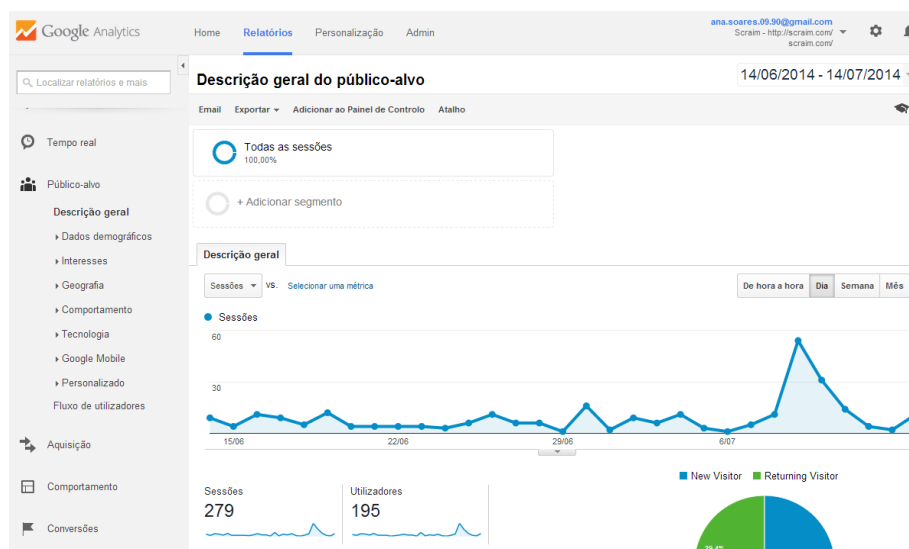 Google Analytics
Home Relatórios Personalização Admin
ana.soares.09.90@gmail.com
Scraim - http://scraim.com/
scraim.com/
Localizar relatórios e mais
Tempo real
Público-alvo
Descrição geral
Dados demográficos
Interesses
Geografia
Comportamento
Tecnologia
Google Mobile
Personalizado
Fluxo de utilizadores
Aquisição
Comportamento
Conversões
Descrição geral do público-alvo
14/06/2014 - 14/07/2014
Email Exportar Adicionar ao Painel de Controlo Atalho
Todas as sessões
100,00%
+ Adicionar segmento
Descrição geral
Sessões VS. Selecionar uma métrica
De hora a hora Dia Semana Mês
Sessões
60
30
15/06 22/06 29/06 6/07
New Visitor Returning Visitor
Sessões
279
Utilizadores
195